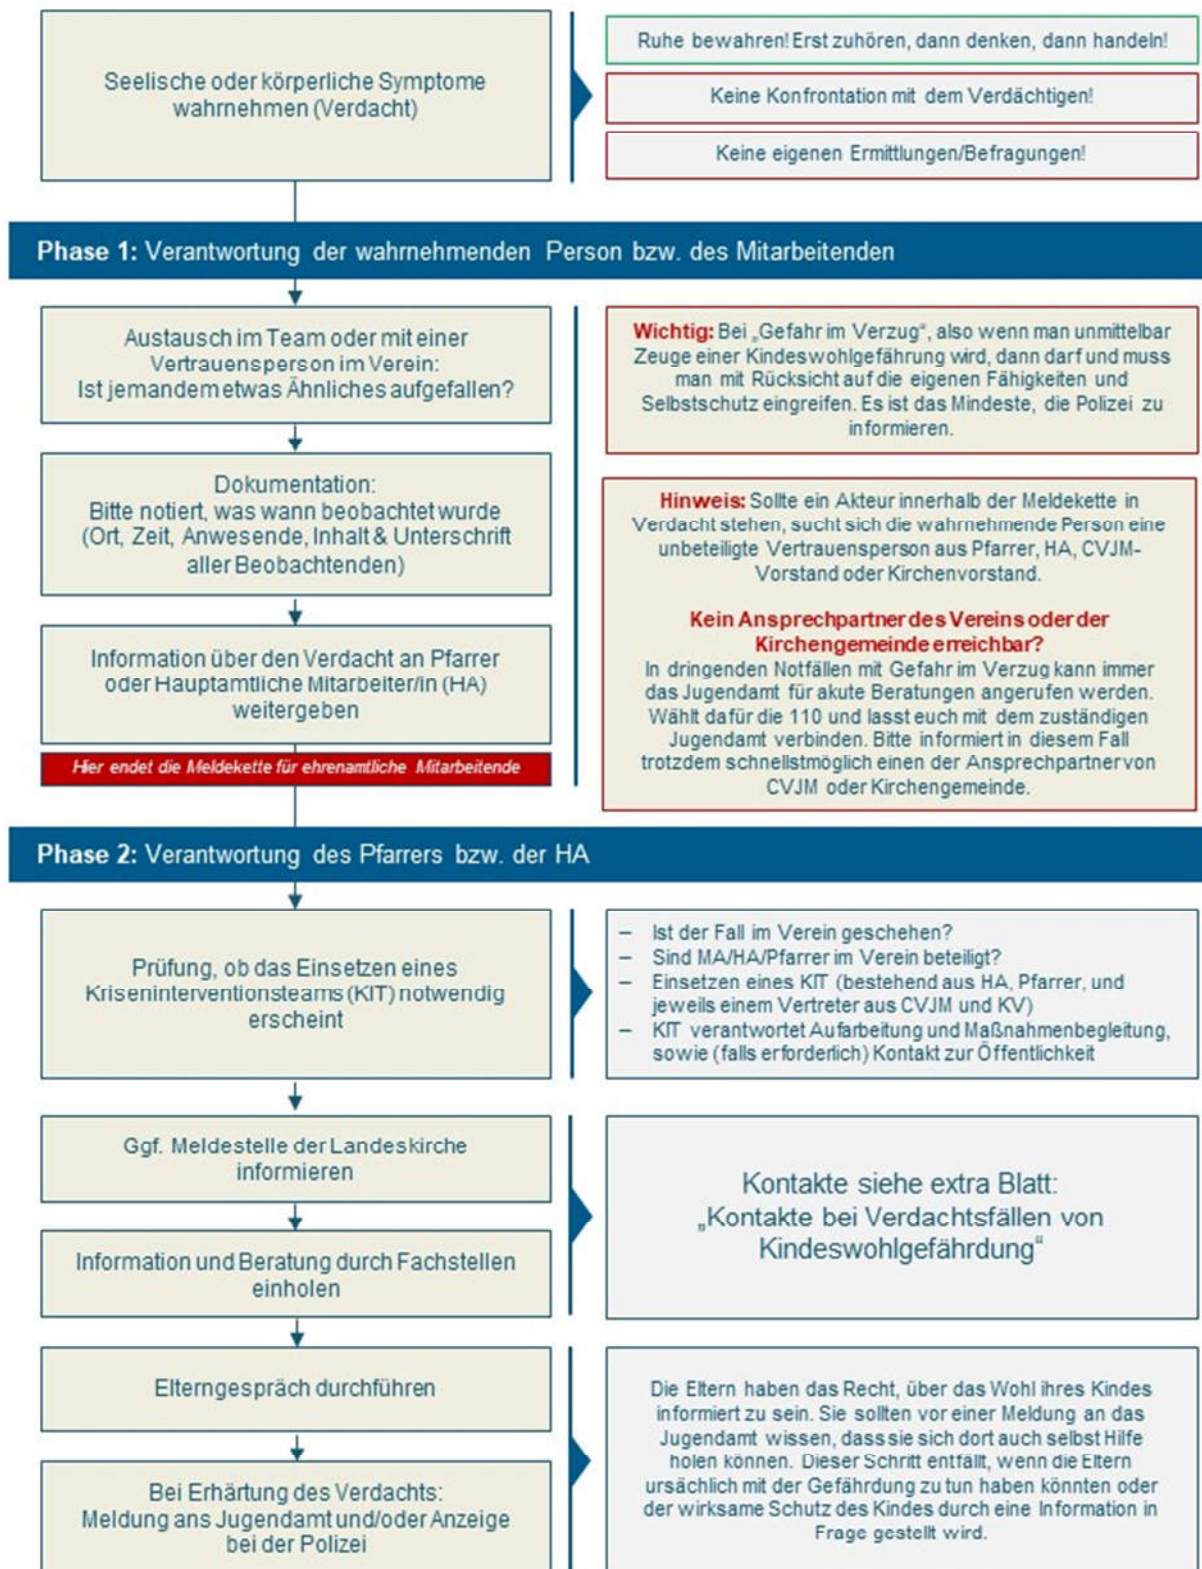 Seelische oder körperliche Symptome
wahrnehmen (Verdacht)
Ruhe bewahren! Erst zuhören, dann denken, dann handeln!
Keine Konfrontation mit dem Verdächtigen!
Keine eigenen Ermittlungen/Befragungen!
Phase 1: Verantwortung der wahrnehmenden Person bzw. des Mitarbeitenden
Austausch im Team oder mit einer
Vertrauensperson im Verein:
Ist jemandem etwas Ähnliches aufgefallen?
Dokumentation:
Bitte notiert, was wann beobachtet wurde
(Ort, Zeit, Anwesende, Inhalt & Unterschrift
aller Beobachtenden)
Information über den Verdacht an Pfarrer
oder Hauptamtliche Mitarbeiter/in (HA)
weitergeben
Hier endet die Meldekette für ehrenamtliche Mitarbeitende
Wichtig: Bei „Gefahr im Verzug“, also wenn man unmittelbar
Zeuge einer Kindeswohlgefährung wird, dann darf und muss
man mit Rücksicht auf die eigenen Fähigkeiten und
Selbstschutz eingreifen. Es ist das Mindeste, die Polizei zu
informieren.
Hinweis: Sollte ein Akteur innerhalb der Meldekette in
Verdacht stehen, sucht sich die wahrnehmende Person eine
unbeteiligte Vertrauensperson aus Pfarrer, HA, CVJM-
Vorstand oder Kirchenvorstand.
Kein Ansprechpartner des Vereins oder der
Kirchengemeinde erreichbar?
In dringenden Notfällen mit Gefahr im Verzug kann immer
das Jugendamt für akute Beratungen angerufen werden.
Wählt dafür die 110 und lasst euch mit dem zuständigen
Jugendamt verbinden. Bitte informiert in diesem Fall
trotzdem schnellstmöglich einen der Ansprechpartner von
CVJM oder Kirchengemeinde.
Phase 2: Verantwortung des Pfarrers bzw. der HA
Prüfung, ob das Einsetzen eines
Kriseninterventionsteams (KIT) notwendig
erscheint
– Ist der Fall im Verein geschehen?
– Sind MA/HA/Pfarrer im Verein beteiligt?
– Einsetzen eines KIT (bestehend aus HA, Pfarrer, und
jeweils einem Vertreter aus CVJM und KV)
– KIT verantwortet Aufarbeitung und Maßnahmenbegleitung,
sowie (falls erforderlich) Kontakt zur Öffentlichkeit
Ggf. Meldestelle der Landeskirche
informieren
Information und Beratung durch Fachstellen
einholen
Kontakte siehe extra Blatt:
„Kontakte bei Verdachtsfällen von
Kindeswohlgefährdung“
Elterngespräch durchführen
Bei Erhärtung des Verdachts:
Meldung ans Jugendamt und/oder Anzeige
bei der Polizei
Die Eltern haben das Recht, über das Wohl ihres Kindes
informiert zu sein. Sie sollten vor einer Meldung an das
Jugendamt wissen, dass sie sich dort auch selbst Hilfe
holen können. Dieser Schritt entfällt, wenn die Eltern
ursächlich mit der Gefährdung zu tun haben könnten oder
der wirksame Schutz des Kindes durch eine Information in
Frage gestellt wird.